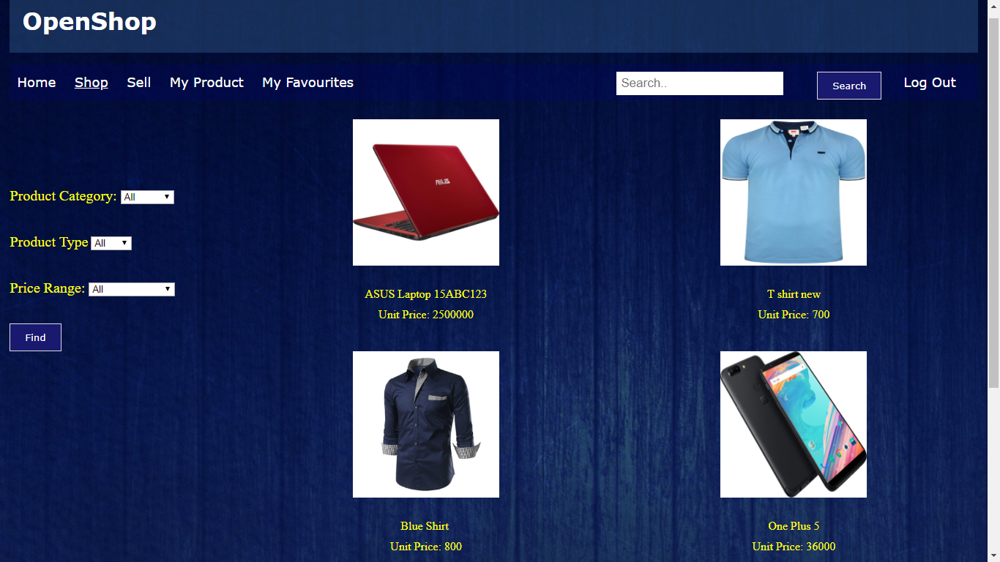 OpenShop
Home Shop Sell My Product My Favourites Search.. Search Log Out
Product Category: All
Product Type All
Price Range: All
Find
ASUS
ASUS Laptop 15ABC123
Unit Price: 2500000
T shirt new
Unit Price: 700
Blue Shirt
Unit Price: 800
One Plus 5
Unit Price: 36000